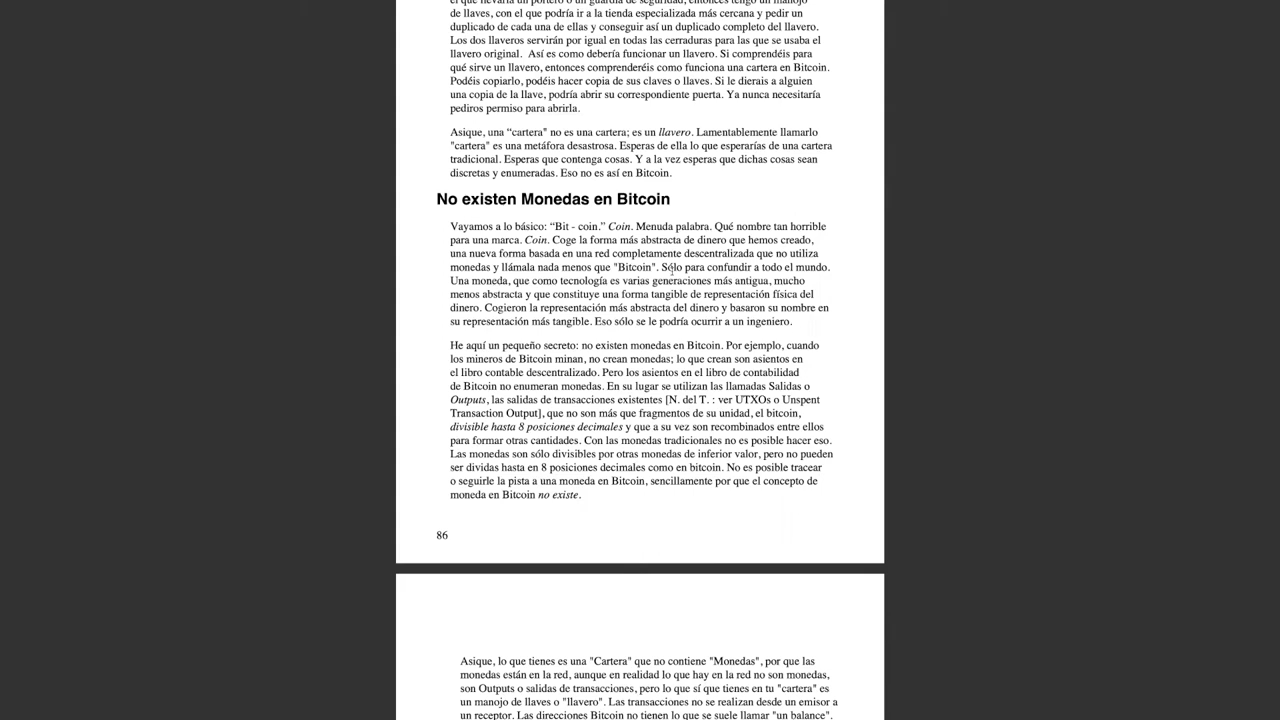 el que llevaría un portero o un guardia de seguridad, entonces tengo un manojo
de llaves, con el que podría ir a la tienda especializada más cercana y pedir un
duplicado de cada una de ellas y conseguir así un duplicado completo del llavero.
Los dos llaveros servirán por igual en todas las cerraduras para las que se usaba el
llavero original.  Así es como debería funcionar un llavero. Si comprendéis para
qué sirve un llavero, entonces comprenderéis como funciona una cartera en Bitcoin.
Podéis copiarlo, podéis hacer copia de sus claves o llaves. Si le dierais a alguien
una copia de la llave, podría abrir su correspondiente puerta. Ya nunca necesitaría
pediros permiso para abrirla.
Asique, una “cartera" no es una cartera; es un llavero. Lamentablemente llamarlo
"cartera" es una metáfora desastrosa. Esperas de ella lo que esperarías de una cartera
tradicional. Esperas que contenga cosas. Y a la vez esperas que dichas cosas sean
discretas y enumeradas. Eso no es así en Bitcoin.
No existen Monedas en Bitcoin
Vayamos a lo básico: “Bit - coin.” Coin. Menuda palabra. Qué nombre tan horrible
para una marca. Coin. Coge la forma más abstracta de dinero que hemos creado,
una nueva forma basada en una red completamente descentralizada que no utiliza
monedas y llámala nada menos que "Bitcoin". Sólo para confundir a todo el mundo.
Una moneda, que como tecnología es varias generaciones más antigua, mucho
menos abstracta y que constituye una forma tangible de representación física del
dinero. Cogieron la representación más abstracta del dinero y basaron su nombre en
su representación más tangible. Eso sólo se le podría ocurrir a un ingeniero.
He aquí un pequeño secreto: no existen monedas en Bitcoin. Por ejemplo, cuando
los mineros de Bitcoin minan, no crean monedas; lo que crean son asientos en
el libro contable descentralizado. Pero los asientos en el libro de contabilidad
de Bitcoin no enumeran monedas. En su lugar se utilizan las llamadas Salidas o
Outputs, las salidas de transacciones existentes [N. del T. : ver UTXOs o Unspent
Transaction Output], que no son más que fragmentos de su unidad, el bitcoin,
divisible hasta 8 posiciones decimales y que a su vez son recombinados entre ellos
para formar otras cantidades. Con las monedas tradicionales no es posible hacer eso.
Las monedas son sólo divisibles por otras monedas de inferior valor, pero no pueden
ser dividas hasta en 8 posiciones decimales como en bitcoin. No es posible tracear
o seguirle la pista a una moneda en Bitcoin, sencillamente por que el concepto de
moneda en Bitcoin no existe.
86
Asique, lo que tienes es una "Cartera" que no contiene "Monedas", por que las
monedas están en la red, aunque en realidad lo que hay en la red no son monedas,
son Outputs o salidas de transacciones, pero lo que sí que tienes en tu "cartera" es
un manojo de llaves o "llavero". Las transacciones no se realizan desde un emisor a
un receptor. Las direcciones Bitcoin no tienen lo que se suele llamar "un balance".